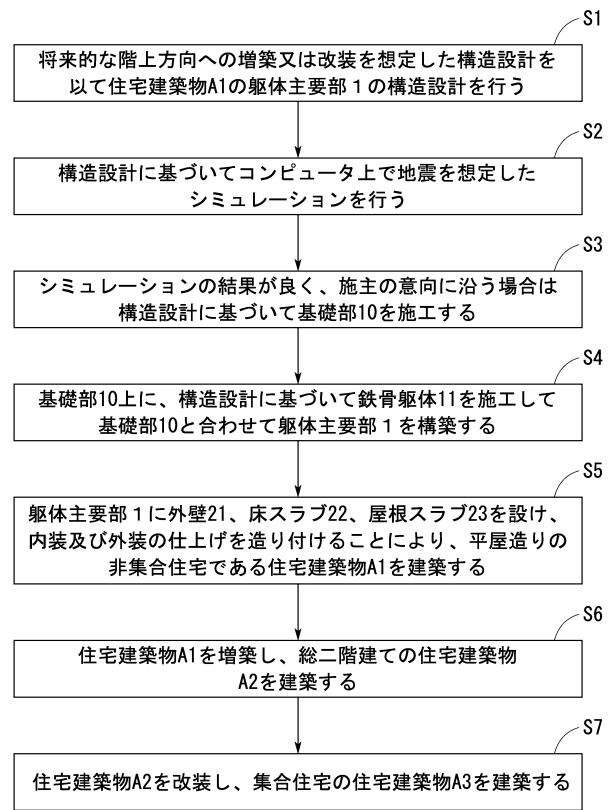 S1
将来的な階上方向への増築又は改装を想定した構造設計を
以て住宅建築物A1の躯体主要部１の構造設計を行う
S2
構造設計に基づいてコンピュータ上で地震を想定した
シミュレーションを行う
S3
シミュレーションの結果が良く、施主の意向に沿う場合は
構造設計に基づいて基礎部10を施工する
S4
基礎部10上に、構造設計に基づいて鉄骨躯体11を施工して
基礎部10と合わせて躯体主要部１を構築する
S5
躯体主要部１に外壁21、床スラブ22、屋根スラブ23を設け、
内装及び外装の仕上げを造り付けることにより、平屋造りの
非集合住宅である住宅建築物A1を建築する
S6
住宅建築物A1を増築し、総二階建ての住宅建築物
A2を建築する
S7
住宅建築物A2を改装し、集合住宅の住宅建築物A3を建築する